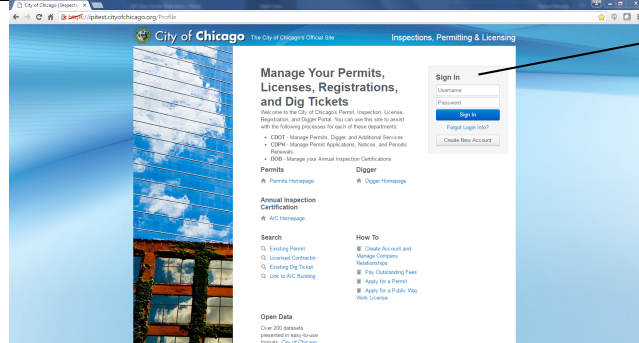 City of Chicago | Inspectio
https://ipitest.cityofchicago.org/Profile
City of Chicago The City of Chicago's Official Site Inspections, Permitting & Licensing
Manage Your Permits,
Licenses, Registrations,
and Dig Tickets
Welcome to the City of Chicago's Permit, Inspection, License,
Registration, and Digger Portal. You can use this site to assist
with the following processes for each of these departments:
• CDOT - Manage Permits, Digger, and Additional Services
• CDPH - Manage Permit Applications, Notices, and Periodic
Renewals
• DOB - Manage your Annual Inspection Certifications
Sign In
Username
Password
Sign In
Forgot Login Info?
Create New Account
Permits
Permits Homepage
Digger
Digger Homepage
Annual Inspection
Certification
AIC Homepage
Search
Existing Permit
Licensed Contractor
Existing Dig Ticket
Link to AIC Building
How To
Create Account and
Manage Company
Relationships
Pay Outstanding Fees
Apply for a Permit
Apply for a Public Way
Work License
Open Data
Over 200 datasets
presented in easy-to-use
formats. City of Chicago